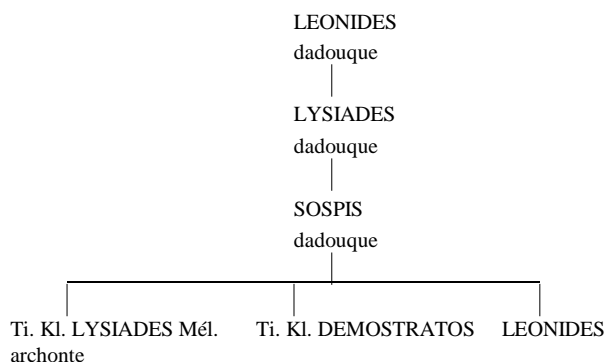 LEONIDES
dadouque
LYSIADES
dadouque
SOSPIS
dadouque
Ti. Kl. LYSIADES Mél. Ti. Kl. DEMOSTRATOS LEONIDES
archonte